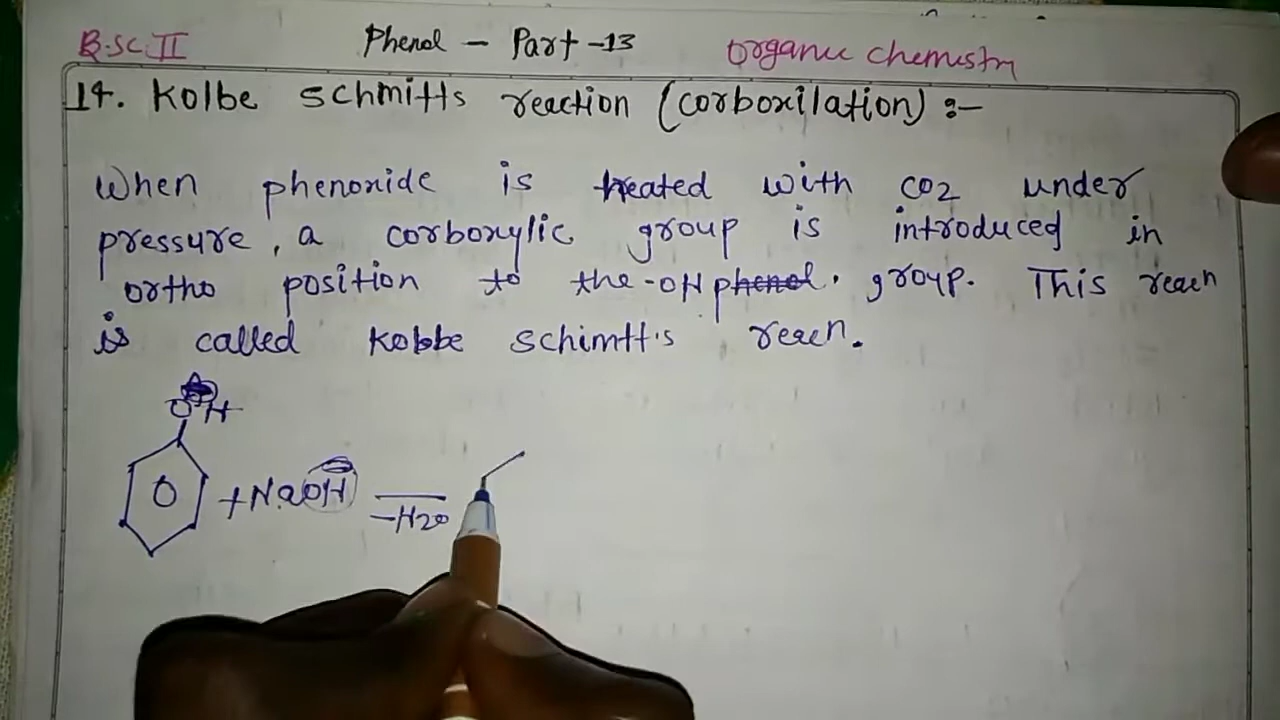 B.SC.II Phenol - Part-13 Organic chemistry
14. Kolbe Schmitts reaction (corboxilation) :-
When phenoxide is treated with CO2 under
pressure, a corboxylic group is introduced in
ortho position to the -OH phenol. group. This reacn
is called Kolbe Schimtt's reacn.
OH
+ NaOH
-H2O